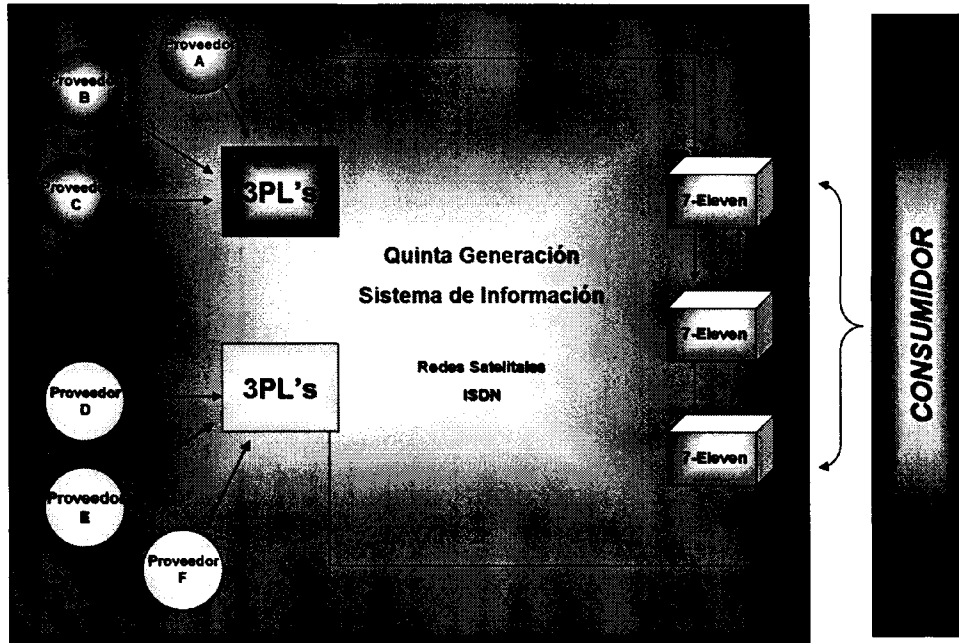 Proveedor
A
Proveedor
B
Proveedor
C
3PL's
7-Eleven
Quinta Generación
Sistema de Información
7-Eleven
Redes Satelitales
ISDN
3PL's
Proveedor
D
7-Eleven
Proveedor
E
Proveedor
F
CONSUMIDOR